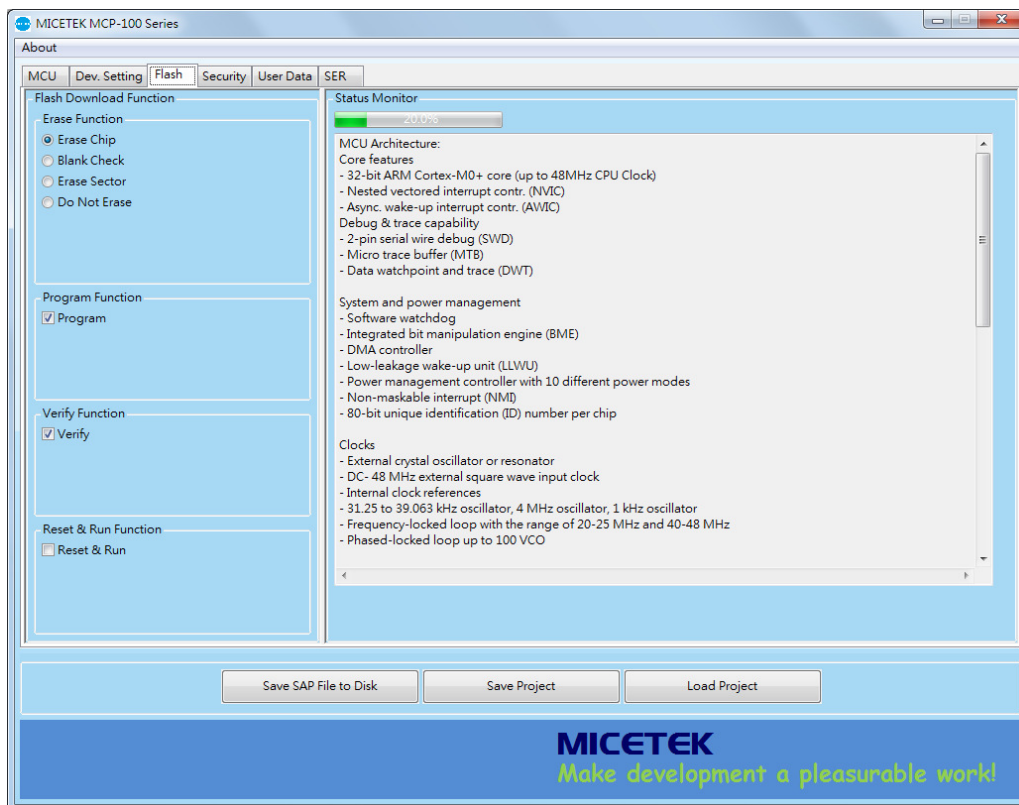 MICETEK MCP-100 Series
About
MCU Dev. Setting Flash Security User Data SER
Flash Download Function
Erase Function
Erase Chip
Blank Check
Erase Sector
Do Not Erase
Program Function
Program
Verify Function
Verify
Reset & Run Function
Reset & Run
Status Monitor
20.0%
MCU Architecture:
Core features
- 32-bit ARM Cortex-M0+ core (up to 48MHz CPU Clock)
- Nested vectored interrupt contr. (NVIC)
- Async. wake-up interrupt contr. (AWIC)
Debug & trace capability
- 2-pin serial wire debug (SWD)
- Micro trace buffer (MTB)
- Data watchpoint and trace (DWT)
System and power management
- Software watchdog
- Integrated bit manipulation engine (BME)
- DMA controller
- Low-leakage wake-up unit (LLWU)
- Power management controller with 10 different power modes
- Non-maskable interrupt (NMI)
- 80-bit unique identification (ID) number per chip
Clocks
- External crystal oscillator or resonator
- DC- 48 MHz external square wave input clock
- Internal clock references
- 31.25 to 39.063 kHz oscillator, 4 MHz oscillator, 1 kHz oscillator
- Frequency-locked loop with the range of 20-25 MHz and 40-48 MHz
- Phased-locked loop up to 100 VCO
Save SAP File to Disk Save Project Load Project
MICETEK
Make development a pleasurable work!